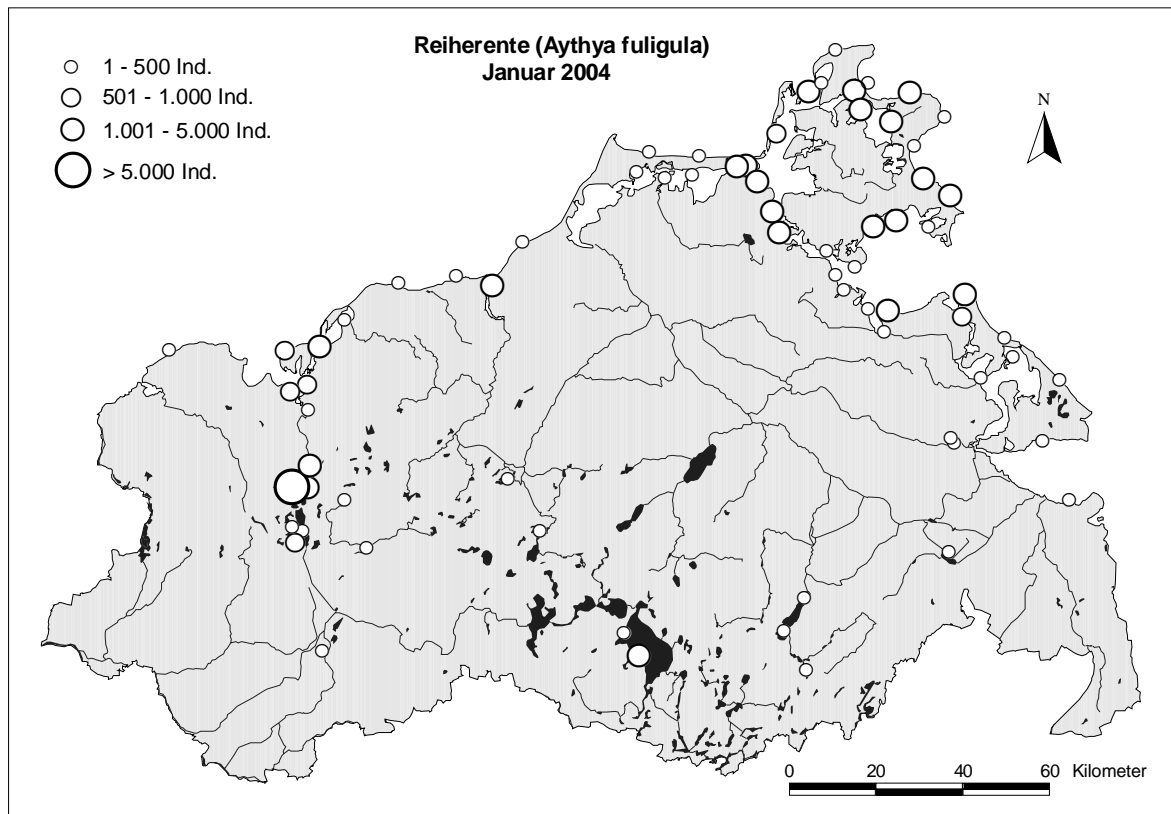 Reiherente (Aythya fuligula)
Januar 2004
1 - 500 Ind.
501 - 1.000 Ind.
1.001 - 5.000 Ind.
> 5.000 Ind.
N
0 20 40 60 Kilometer